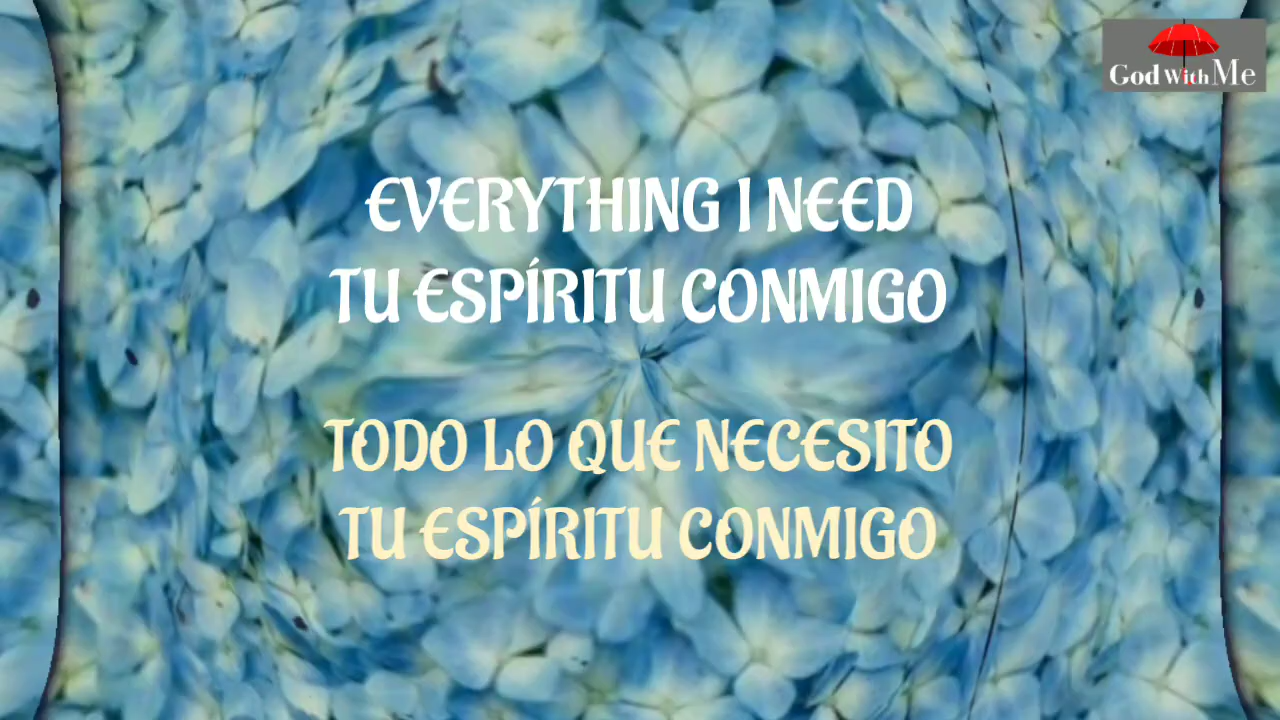 God With Me
EVERYTHING I NEED
TU ESPÍRITU CONMIGO
TODO LO QUE NECESITO
TU ESPÍRITU CONMIGO